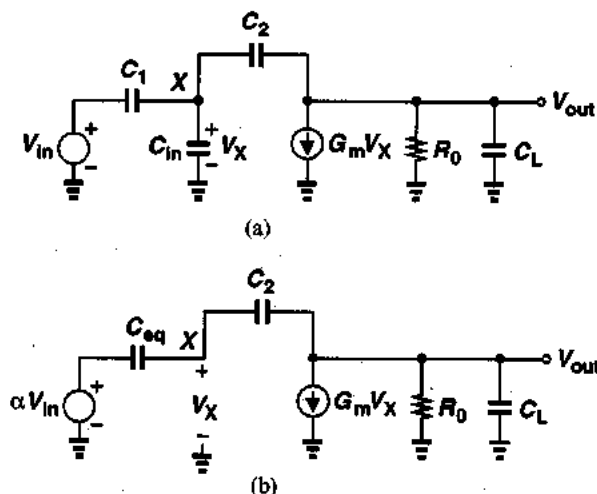 C2
C1
X
Vin
+
-
Cin
+
VX
-
GmVX
R0
CL
Vout
(a)
C2
Ceq
X
αVin
+
-
+
VX
-
GmVX
R0
CL
Vout
(b)